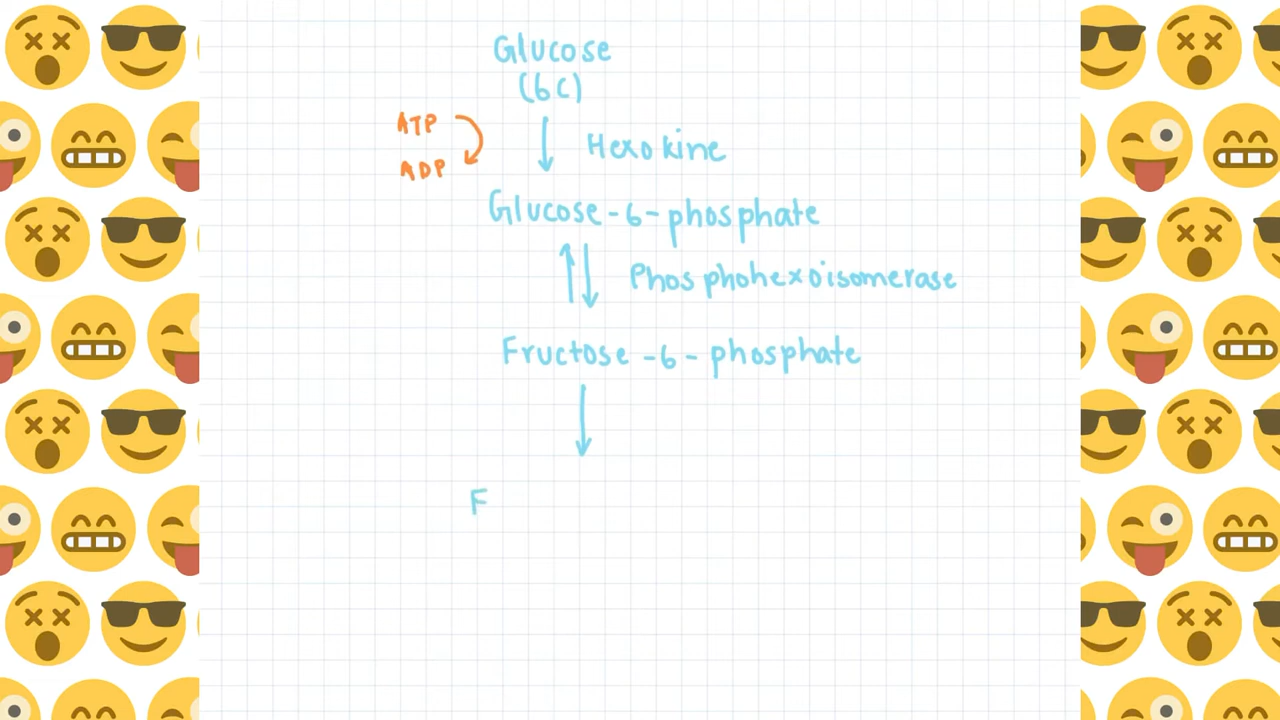 Glucose
(6C)
ATP
ADP
Hexokine
Glucose-6-phosphate
Phosphohexoisomerase
Fructose-6-phosphate
F